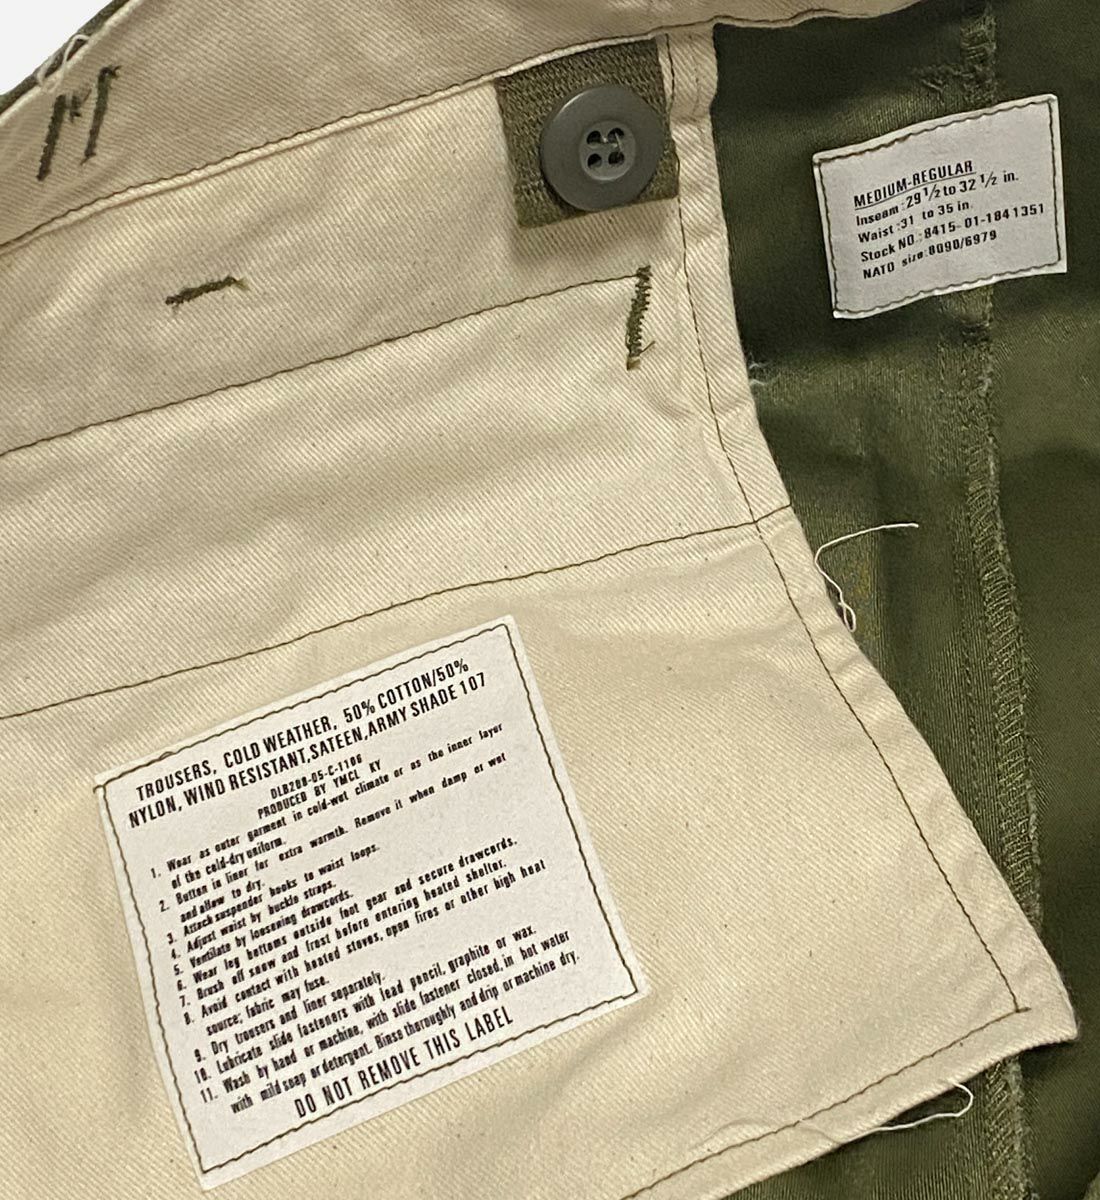 MEDIUM-REGULAR
Inseam:29 1/2 to 32 1/2 in.
Waist:31 to 35 in.
Stock NO.:8415-01-184 1351
NATO size:8090/6979
TROUSERS, COLD WEATHER, 50% COTTON/50%
NYLON, WIND RESISTANT,SATEEN,ARMY SHADE 107
DLB200-05-C-1106
PRODUCED BY YMCL KY
1. Wear as outer garment in cold-wet climate or as the inner layer
of the cold-dry uniform.
2. Button in liner for extra warmth. Remove it when damp or wet
and allow to dry.
3. Attach suspender hooks to waist loops.
4. Adjust waist by buckle straps.
5. Ventilate by loosening drawcords.
6. Wear leg bottoms outside foot gear and secure drawcords.
7. Brush off snow and frost before entering heated shelter.
8. Avoid contact with heated stoves, open fires or other high heat
source; fabric may fuse.
9. Dry trousers and liner separately.
10. Lubricate slide fasteners with lead pencil, graphite or wax.
11. Wash by hand or machine, with slide fastener closed, in hot water
with mild soap or detergent. Rinse thoroughly and drip or machine dry.
DO NOT REMOVE THIS LABEL